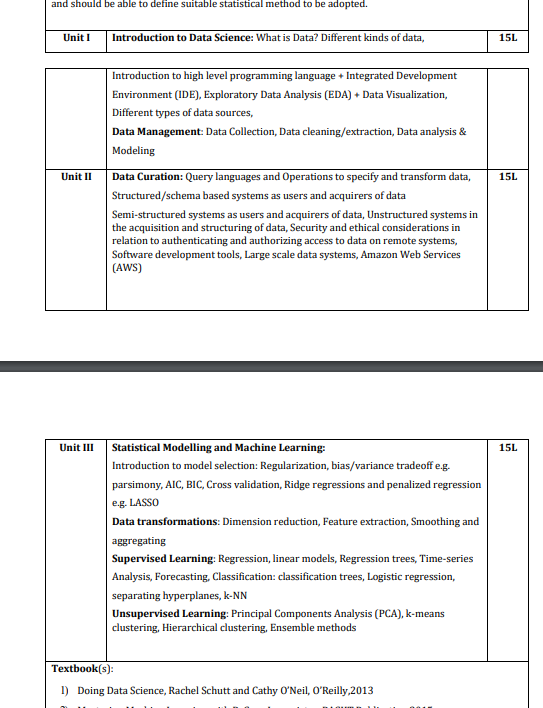 and should be able to define suitable statistical method to be adopted.
Unit I Introduction to Data Science: What is Data? Different kinds of data, 15L
Introduction to high level programming language + Integrated Development
Environment (IDE), Exploratory Data Analysis (EDA) + Data Visualization,
Different types of data sources,
Data Management: Data Collection, Data cleaning/extraction, Data analysis &
Modeling
Unit II Data Curation: Query languages and Operations to specify and transform data, 15L
Structured/schema based systems as users and acquirers of data
Semi-structured systems as users and acquirers of data, Unstructured systems in
the acquisition and structuring of data, Security and ethical considerations in
relation to authenticating and authorizing access to data on remote systems,
Software development tools, Large scale data systems, Amazon Web Services
(AWS)
Unit III Statistical Modelling and Machine Learning: 15L
Introduction to model selection: Regularization, bias/variance tradeoff e.g.
parsimony, AIC, BIC, Cross validation, Ridge regressions and penalized regression
e.g. LASSO
Data transformations: Dimension reduction, Feature extraction, Smoothing and
aggregating
Supervised Learning: Regression, linear models, Regression trees, Time-series
Analysis, Forecasting, Classification: classification trees, Logistic regression,
separating hyperplanes, k-NN
Unsupervised Learning: Principal Components Analysis (PCA), k-means
clustering, Hierarchical clustering, Ensemble methods
Textbook(s):
1) Doing Data Science, Rachel Schutt and Cathy O'Neil, O'Reilly,2013